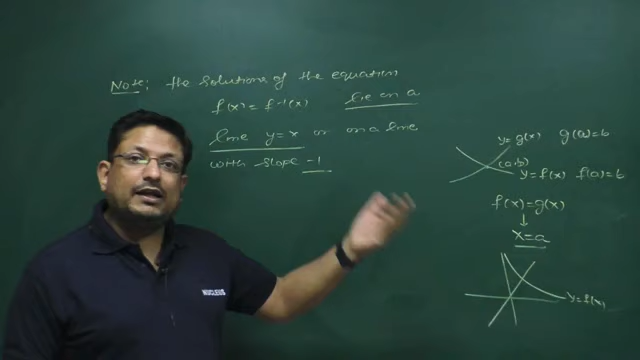 Note: the solutions of the equation
f(x) = f⁻¹(x) lie on a
line y=x or on a line
with slope -1
y=g(x) g(a)=b
(a,b)
y=f(x) f(a)=b
f(x)=g(x)
↓
x=a
y=f(x)
NUCLEUS